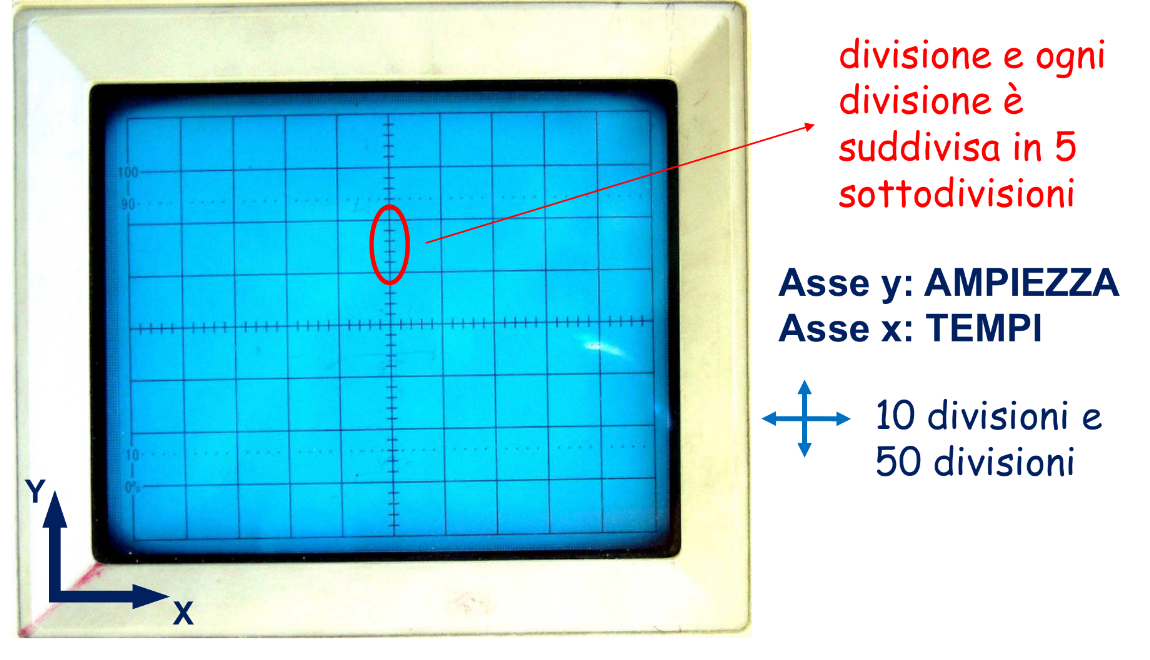 divisione e ogni
divisione è
suddivisa in 5
sottodivisioni
100
90
Asse y: AMPIEZZA
Asse x: TEMPI
10 divisioni e
50 divisioni
10
0%
Y
X